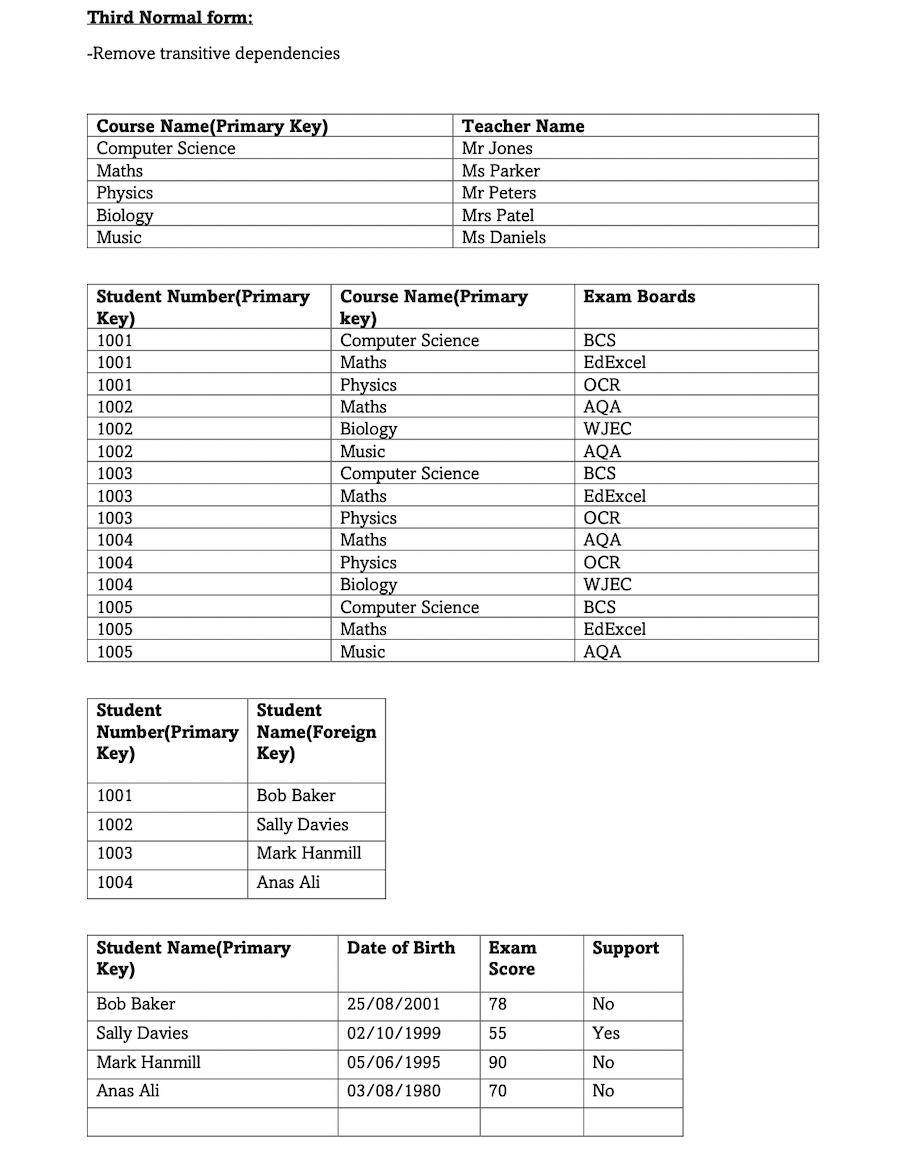 Third Normal form:
-Remove transitive dependencies
Course Name(Primary Key) Teacher Name
Computer Science Mr Jones
Maths Ms Parker
Physics Mr Peters
Biology Mrs Patel
Music Ms Daniels
Student Number(Primary Course Name(Primary Exam Boards
Key) key)
1001 Computer Science BCS
1001 Maths EdExcel
1001 Physics OCR
1002 Maths AQA
1002 Biology WJEC
1002 Music AQA
1003 Computer Science BCS
1003 Maths EdExcel
1003 Physics OCR
1004 Maths AQA
1004 Physics OCR
1004 Biology WJEC
1005 Computer Science BCS
1005 Maths EdExcel
1005 Music AQA
Student Student
Number(Primary Name(Foreign
Key) Key)
1001 Bob Baker
1002 Sally Davies
1003 Mark Hanmill
1004 Anas Ali
Student Name(Primary Date of Birth Exam Support
Key) Score
Bob Baker 25/08/2001 78 No
Sally Davies 02/10/1999 55 Yes
Mark Hanmill 05/06/1995 90 No
Anas Ali 03/08/1980 70 No